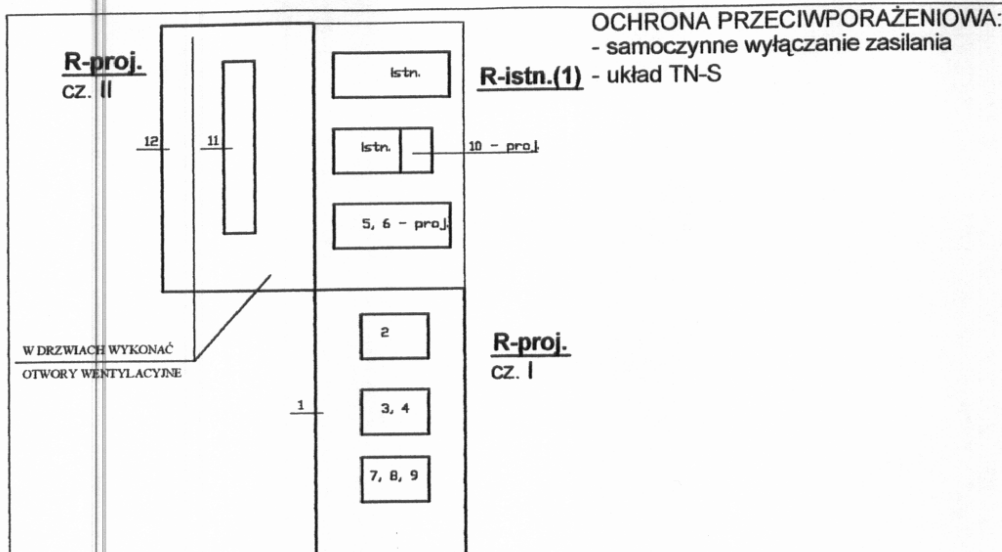 OCHRONA PRZECIWPORAŻENIOWA:
- samoczynne wyłączanie zasilania
- układ TN-S
R-proj.
cz. II
Istn.
R-istn.(1)
12
11
Istn.
10 - proj.
5, 6 - proj.
2
R-proj.
cz. I
W DRZWIACH WYKONAĆ
OTWORY WENTYLACYJNE
1
3, 4
7, 8, 9